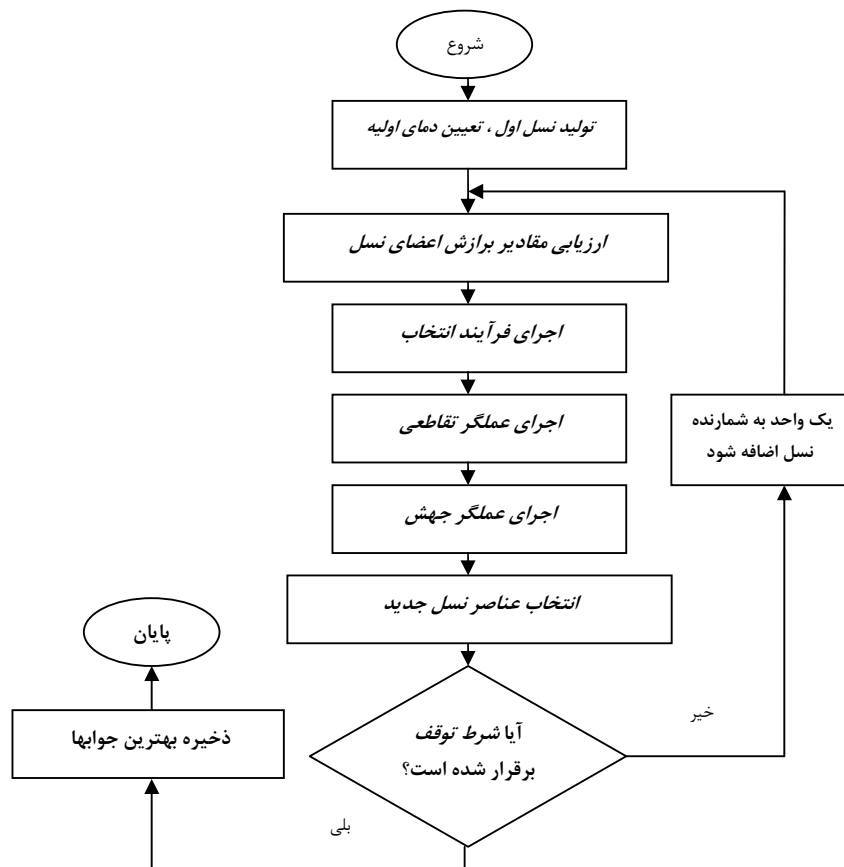 شروع
تولید نسل اول ، تعیین دمای اولیه
ارزیابی مقادیر برازش اعضای نسل
اجرای فرآیند انتخاب
اجرای عملگر تقاطعی
اجرای عملگر جهش
انتخاب عناصر نسل جدید
آیا شرط توقف
برقرار شده است؟
خیر
یک واحد به شمارنده
نسل اضافه شود
بلی
ذخیره بهترین جوابها
پایان